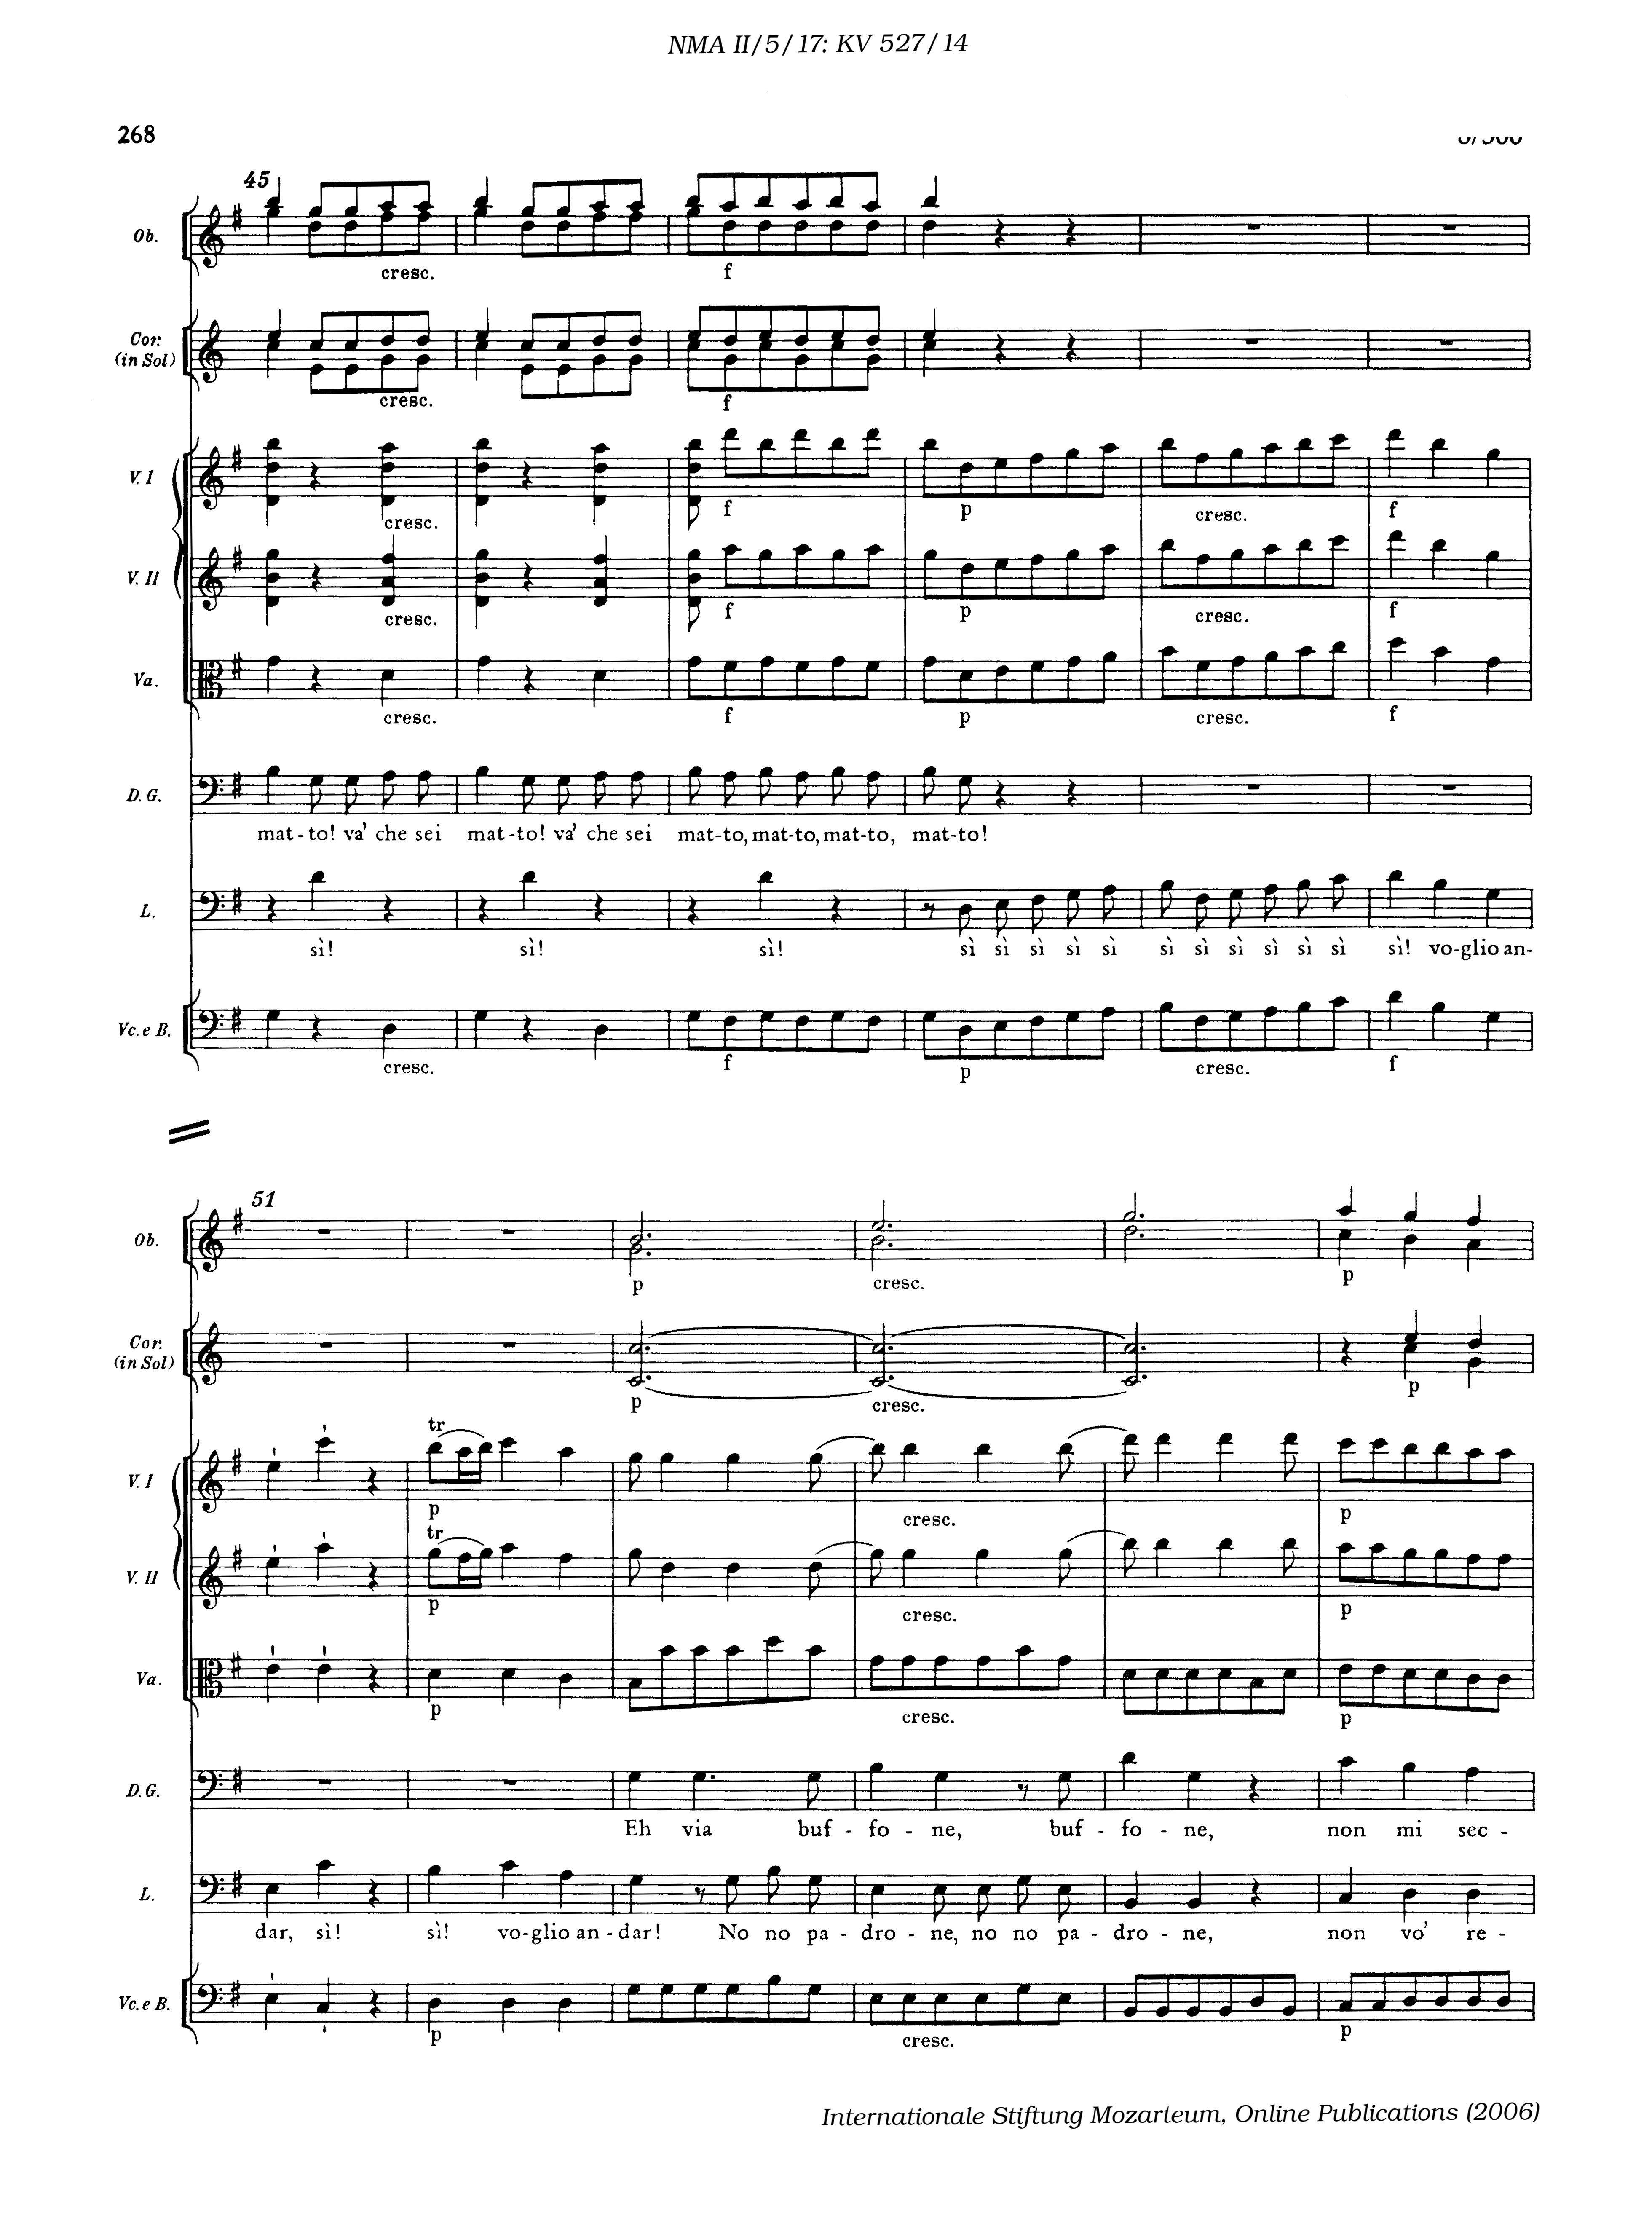 NMA II/5/17: KV 527/14
268
45
Ob.
cresc. f
Cor.
(in Sol)
cresc. f
V. I
cresc. f p cresc. f
V. II
cresc. f p cresc. f
Va.
cresc. f p cresc. f
D. G.
mat-to! va' che sei mat-to! va' che sei mat-to, mat-to, mat-to, mat-to!
L.
sì! sì! sì! sì sì sì sì sì sì sì sì sì sì sì sì! vo-glio an-
Vc. e B.
cresc. f p cresc. f
51
Ob.
p cresc. p
Cor.
(in Sol)
p cresc. p
tr
V. I
p cresc. p
tr
V. II
p cresc. p
Va.
p cresc. p
D. G.
Eh via buf - fo - ne, buf - fo - ne, non mi sec -
L.
dar, sì! sì! vo-glio an - dar! No no pa - dro - ne, no no pa - dro - ne, non vo' re -
Vc. e B.
p cresc. p
Internationale Stiftung Mozarteum, Online Publications (2006)